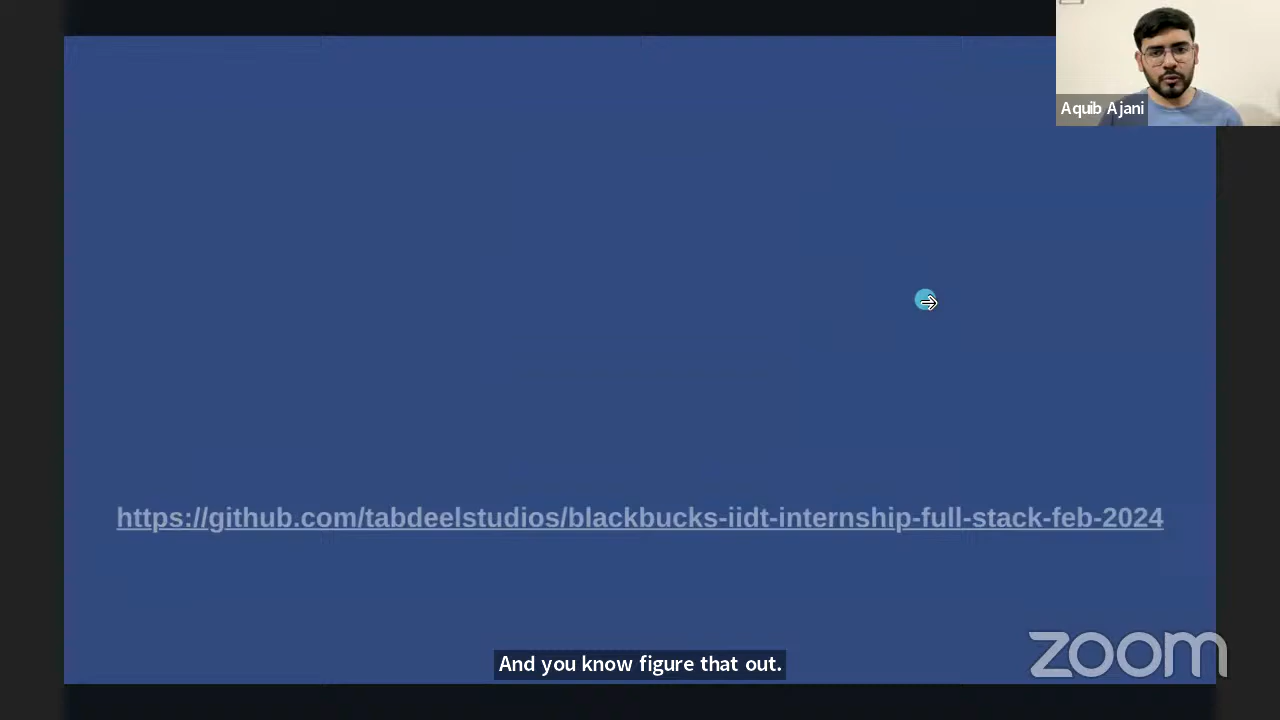 Aquib Ajani
https://github.com/tabdeelstudios/blackbucks-iidt-internship-full-stack-feb-2024
And you know figure that out.
zoom